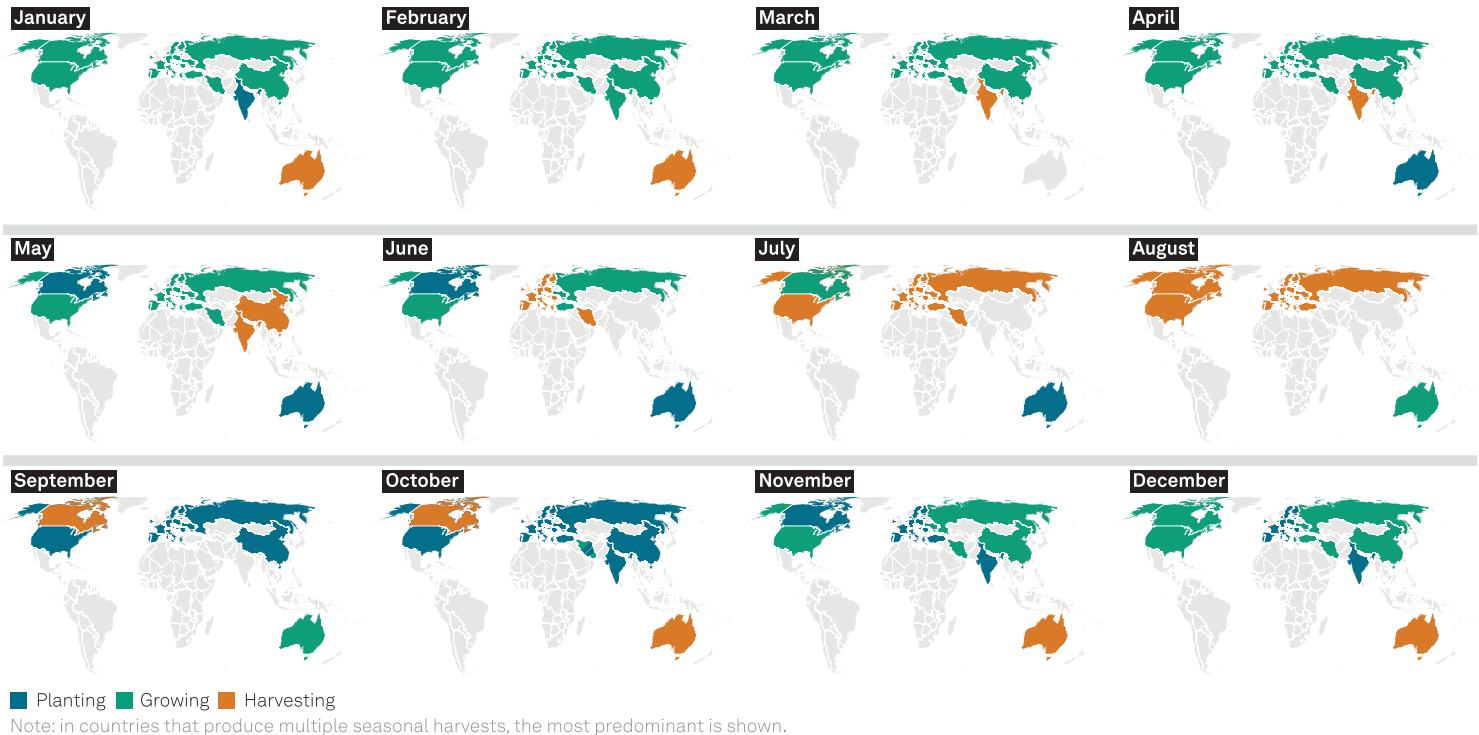 January
February
March
April
May
June
July
August
September
October
November
December
Planting
Growing
Harvesting
Note: in countries that produce multiple seasonal harvests, the most predominant is shown.